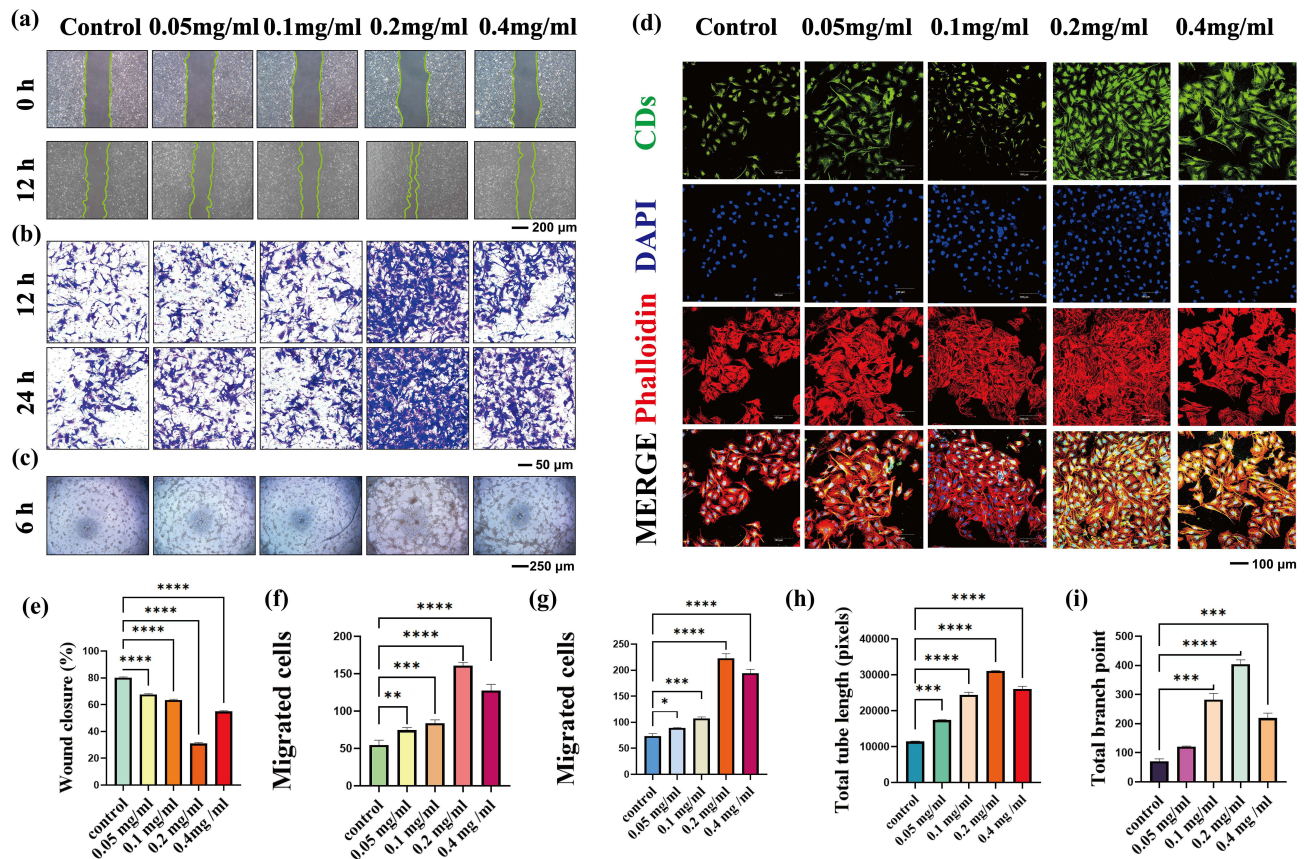 (a)
Control 0.05mg/ml 0.1mg/ml 0.2mg/ml 0.4mg/ml
0 h
12 h
200 μm
(b)
12 h
24 h
50 μm
(c)
6 h
250 μm
(d)
Control 0.05mg/ml 0.1mg/ml 0.2mg/ml 0.4mg/ml
CDs
DAPI
Phalloidin
MERGE
100 μm
(e)
****
****
****
****
Wound closure (%)
100
80
60
40
20
0
control
0.05 mg/ml
0.1 mg/ml
0.2 mg/ml
0.4mg /ml
(f)
****
****
***
**
Migrated cells
200
150
100
50
0
control
0.05 mg/ml
0.1 mg/ml
0.2 mg/ml
0.4 mg /ml
(g)
****
****
***
*
Migrated cells
250
200
150
100
50
0
control
0.05 mg/ml
0.1 mg/ml
0.2 mg/ml
0.4 mg /ml
(h)
****
****
****
***
Total tube length (pixels)
40000
30000
20000
10000
0
control
0.05 mg/ml
0.1 mg/ml
0.2 mg/ml
0.4 mg /ml
(i)
***
****
***
Total branch point
500
400
300
200
100
0
control
0.05 mg/ml
0.1 mg/ml
0.2 mg/ml
0.4 mg /ml